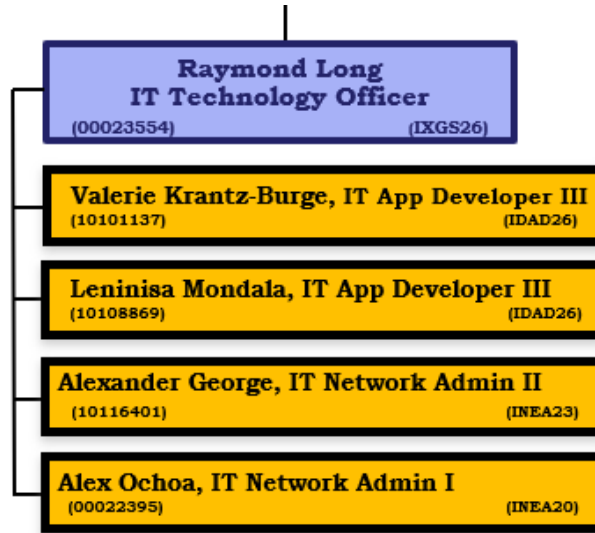 Raymond Long
IT Technology Officer
(00023554) (IXGS26)
Valerie Krantz-Burge, IT App Developer III
(10101137) (IDAD26)
Leninisa Mondala, IT App Developer III
(10108869) (IDAD26)
Alexander George, IT Network Admin II
(10116401) (INEA23)
Alex Ochoa, IT Network Admin I
(00022395) (INEA20)